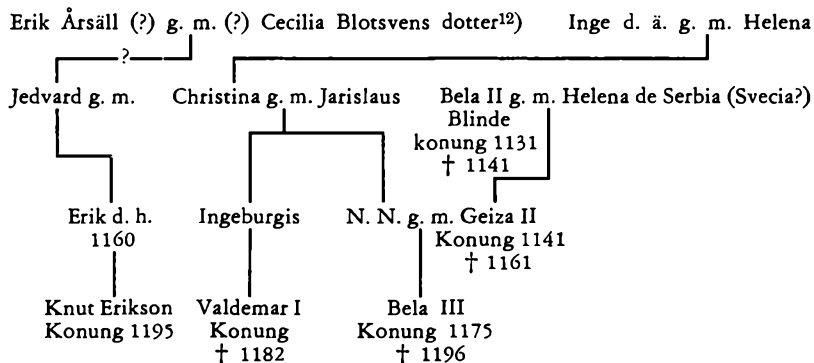 Erik Årsäll (?) g. m. (?) Cecilia Blotsvens dotter¹²) Inge d. ä. g. m. Helena
?
Jedvard g. m. Christina g. m. Jarislaus Bela II g. m. Helena de Serbia (Svecia?)
Blinde
konung 1131
† 1141
Erik d. h. Ingeburgis N. N. g. m. Geiza II
1160 Konung 1141
† 1161
Knut Erikson Valdemar I Bela III
Konung 1195 Konung Konung 1175
† 1182 † 1196